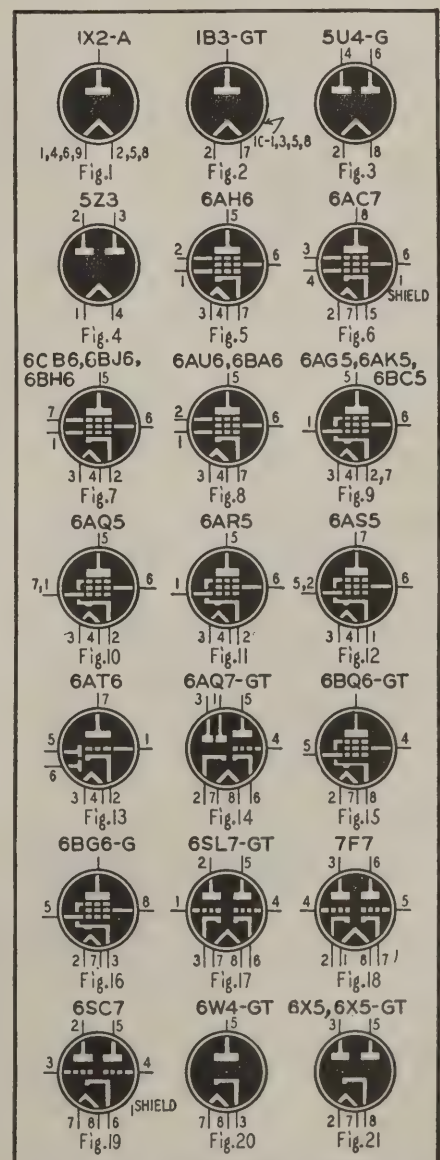 1X2-A 1B3-GT 5U4-G
4 6
1,4,6,9 2,5,8 2 7 IC-1,3,5,8 2 8
Fig.1 Fig.2 Fig.3
5Z3 6AH6 6AC7
2 3 5 8
2 1 6 3 4 6 1
SHIELD
1 4 3 4 7 2 7 5
Fig.4 Fig.5 Fig.6
6CB6,6BJ6, 6AU6,6BA6 6AG5,6AK5,
6BH6 5 5 5 6BC5
7 1 6 2 1 6 1 6
3 4 2 3 4 7 3 4 2,7
Fig.7 Fig.8 Fig.9
6AQ5 6AR5 6AS5
5 5 7
7,1 6 1 6 5,2 6
3 4 2 3 4 2 3 4 1
Fig.10 Fig.11 Fig.12
6AT6 6AQ7-GT 6BQ6-GT
7 3 1 5
5 6 1 4 5 4
3 4 2 2 7 8 6 2 7 8
Fig.13 Fig.14 Fig.15
6BG6-G 6SL7-GT 7F7
1 2 5 3 6
5 8 1 4 4 5
2 7 3 3 7 8 6 2 1 8 7
Fig.16 Fig.17 Fig.18
6SC7 6W4-GT 6X5,6X5-GT
2 5 5 3 5
3 4
1 SHIELD
7 8 6 7 8 3 2 7 8
Fig.19 Fig.20 Fig.21